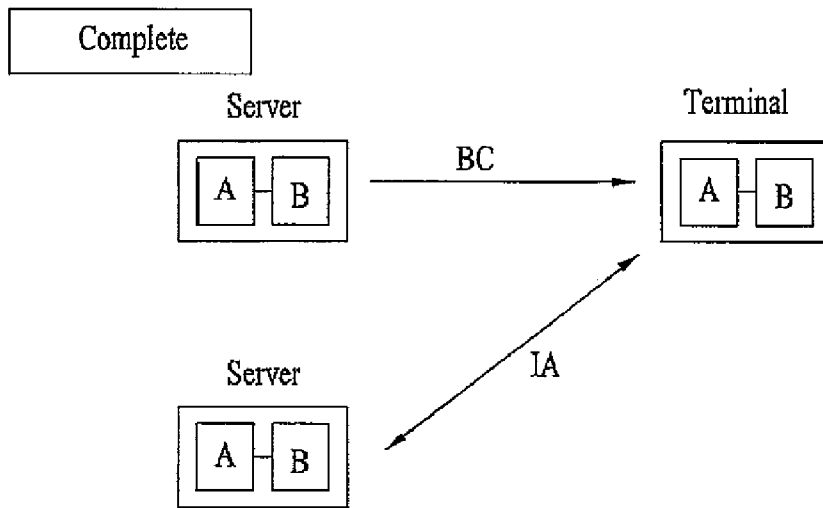 Complete
Server
Terminal
A B
BC
A B
IA
Server
A B